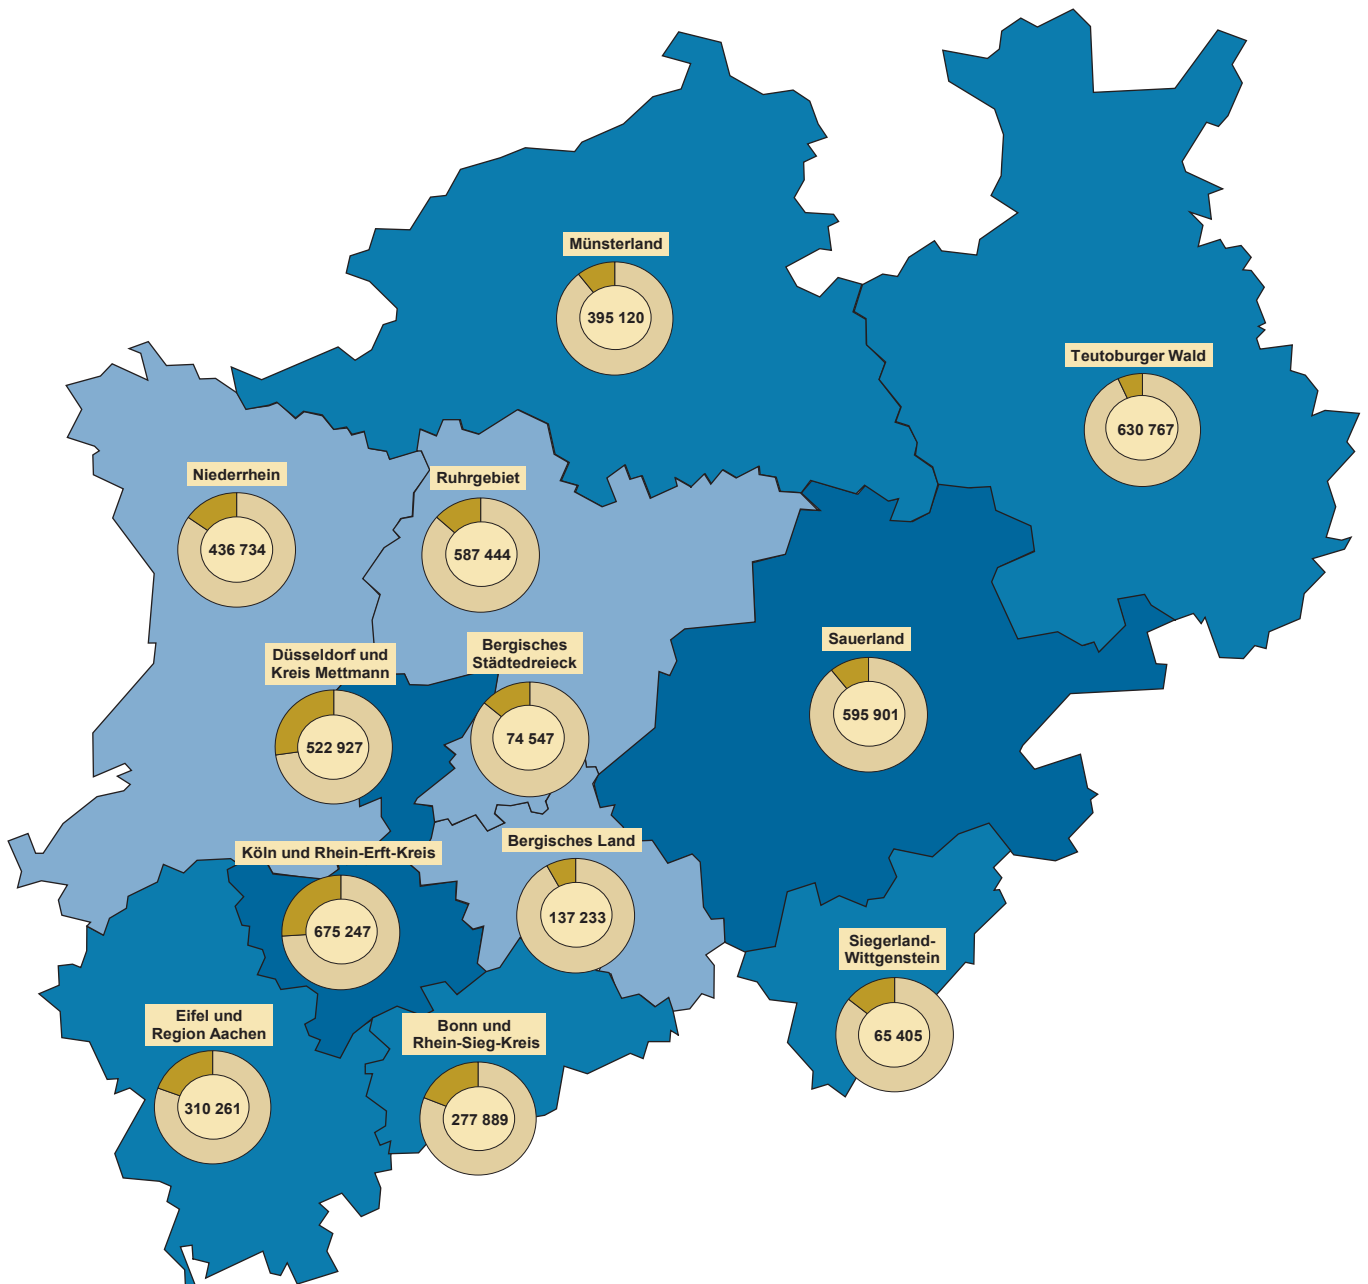 Münsterland
395 120
Teutoburger Wald
630 767
Niederrhein
436 734
Ruhrgebiet
587 444
Düsseldorf und
Kreis Mettmann
522 927
Bergisches
Städtedreieck
74 547
Sauerland
595 901
Köln und Rhein-Erft-Kreis
675 247
Bergisches Land
137 233
Siegerland-
Wittgenstein
65 405
Eifel und
Region Aachen
310 261
Bonn und
Rhein-Sieg-Kreis
277 889